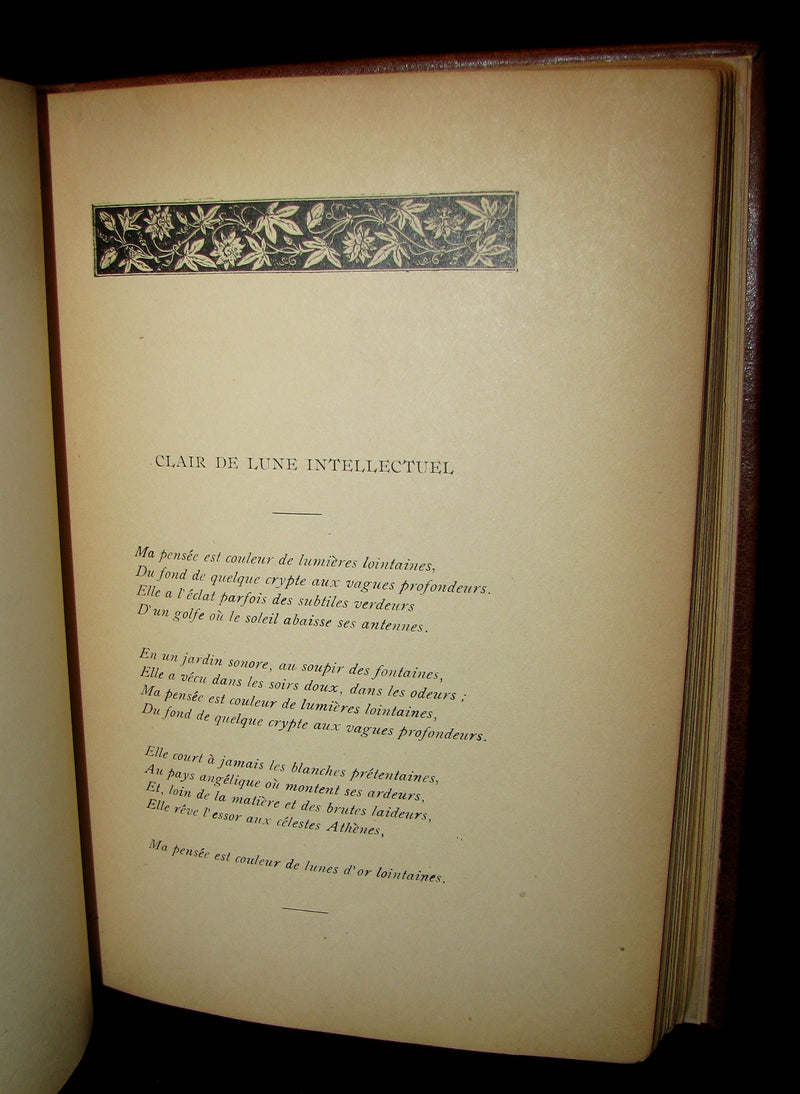 CLAIR DE LUNE INTELLECTUEL
Ma pensée est couleur de lumières lointaines,
Du fond de quelque crypte aux vagues profondeurs.
Elle a l'éclat parfois des subtiles verdeurs
D'un golfe où le soleil abaisse ses antennes.
En un jardin sonore, au soupir des fontaines,
Elle a vécu dans les soirs doux, dans les odeurs ;
Ma pensée est couleur de lumières lointaines,
Du fond de quelque crypte aux vagues profondeurs.
Elle court à jamais les blanches prétentaines,
Au pays angélique où montent ses ardeurs,
Et, loin de la matière et des brutes laideurs,
Elle rêve l'essor aux célestes Athènes,
Ma pensée est couleur de lunes d'or lointaines.